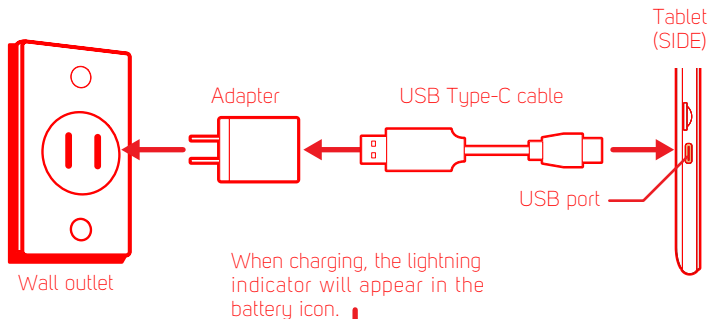 Tablet
(SIDE)
Adapter
USB Type-C cable
USB port
Wall outlet
When charging, the lightning
indicator will appear in the
battery icon.